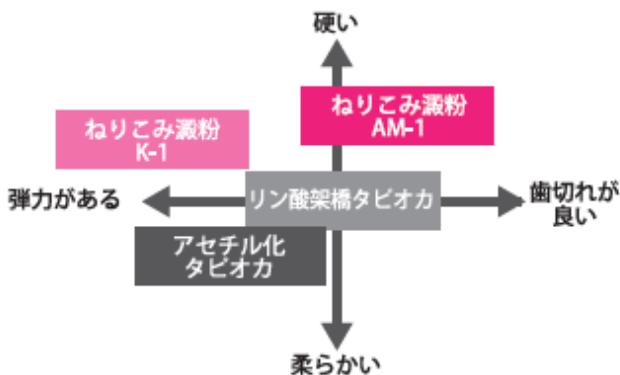 硬い
ねりこみ澱粉
AM-1
ねりこみ澱粉
K-1
弾力がある
リン酸架橋タピオカ
歯切れが
良い
アセチル化
タピオカ
柔らかい